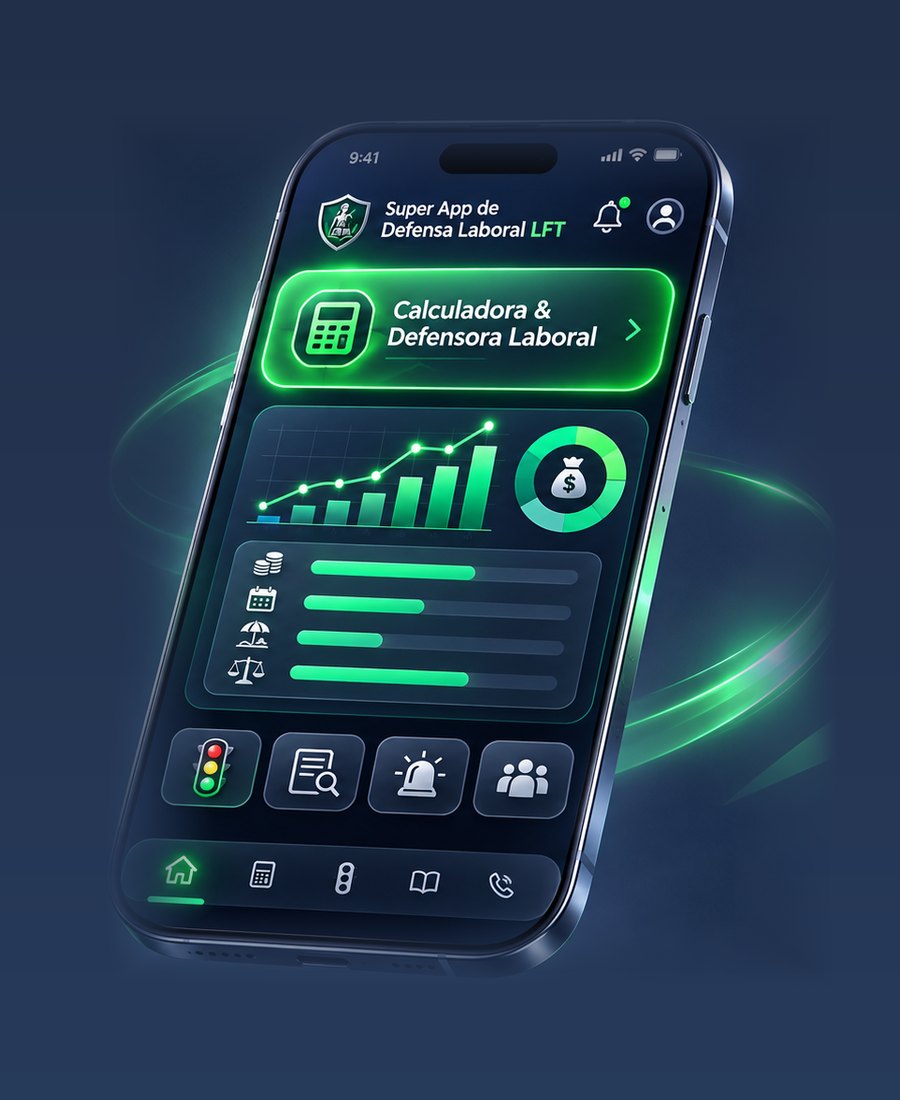 9:41
Super App de
Defensa Laboral LFT
Calculadora &
Defensora Laboral
$